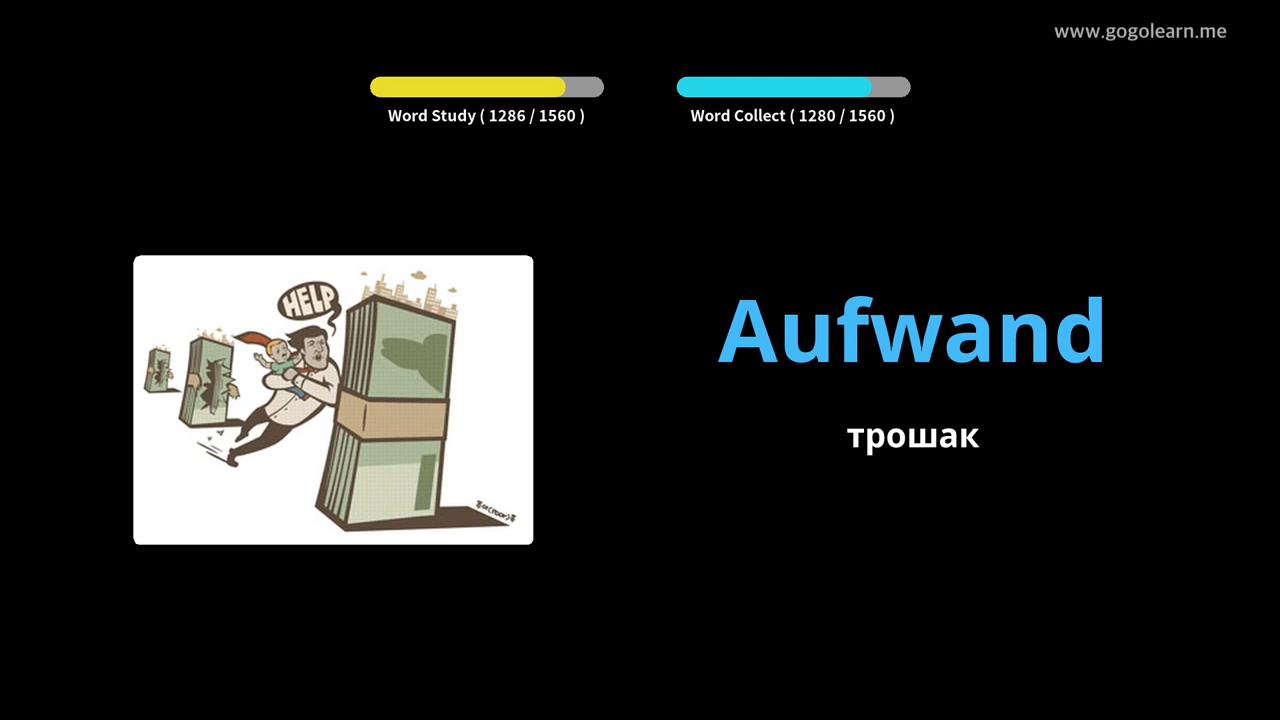 www.gogolearn.me
Word Study ( 1286 / 1560 )
Word Collect ( 1280 / 1560 )
HELP
Aufwand
трошак